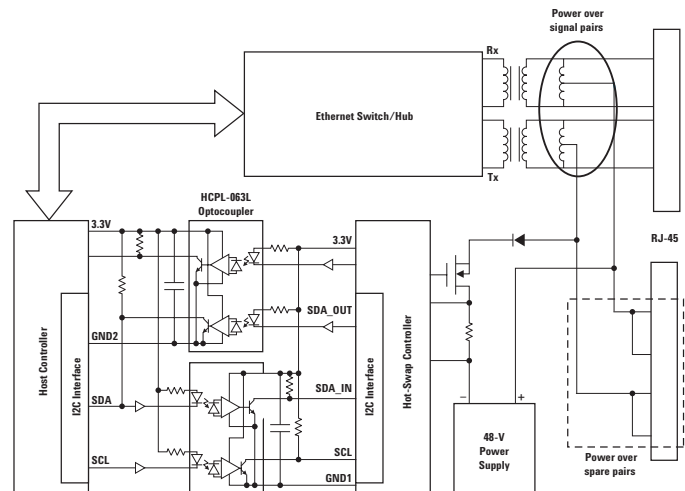 Power over
signal pairs
Rx
Ethernet Switch/Hub
Tx
HCPL-063L
Optocoupler
3.3V
3.3V
RJ-45
SDA_OUT
GND2
Host Controller
I2C Interface
SDA
SDA_IN
SCL
SCL
GND1
I2C Interface
Hot-Swap Controller
–
+
48-V
Power
Supply
Power over
spare pairs